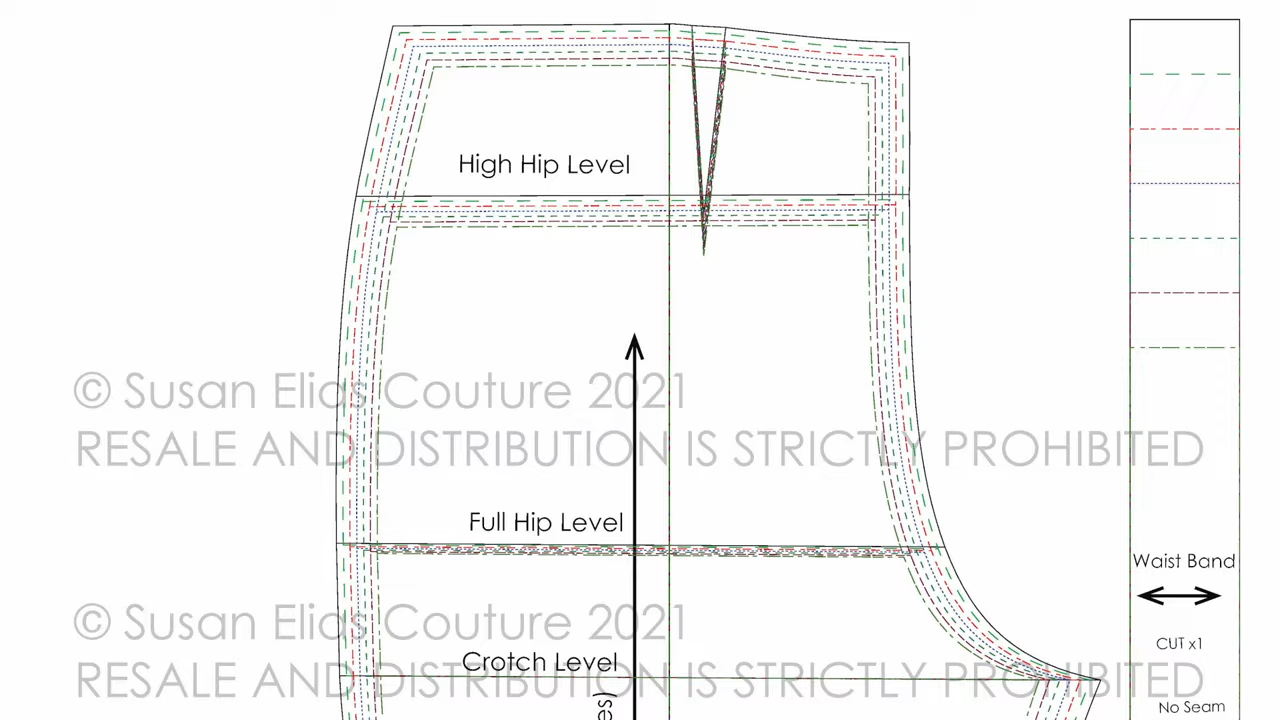 High Hip Level
© Susan Elias Couture 2021
RESALE AND DISTRIBUTION IS STRICTLY PROHIBITED
Full Hip Level
Waist Band
© Susan Elias Couture 2021
CUT x1
Crotch Level
RESALE AND DISTRIBUTION IS STRICTLY PROHIBITED
No Seam